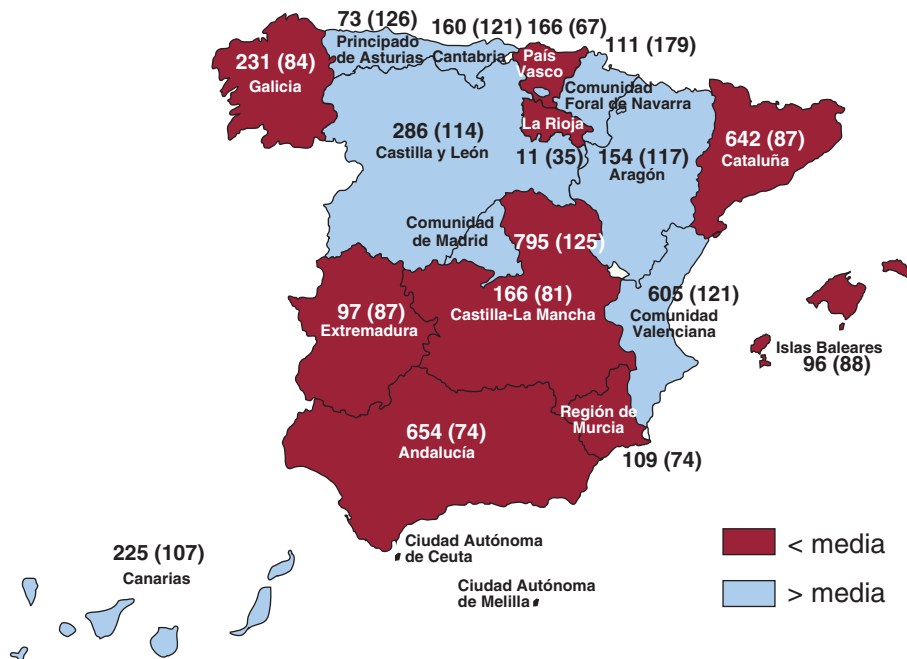 73 (126)
Principado
de Asturias
160 (121)
Cantabria
166 (67)
País
Vasco
111 (179)
Comunidad
Foral de Navarra
231 (84)
Galicia
La Rioja
11 (35)
286 (114)
Castilla y León
154 (117)
Aragón
642 (87)
Cataluña
Comunidad
de Madrid
795 (125)
166 (81)
Castilla-La Mancha
97 (87)
Extremadura
605 (121)
Comunidad
Valenciana
Islas Baleares
96 (88)
Región de
Murcia
109 (74)
654 (74)
Andalucía
Ciudad Autónoma
de Ceuta
Ciudad Autónoma
de Melilla
225 (107)
Canarias
< media
> media